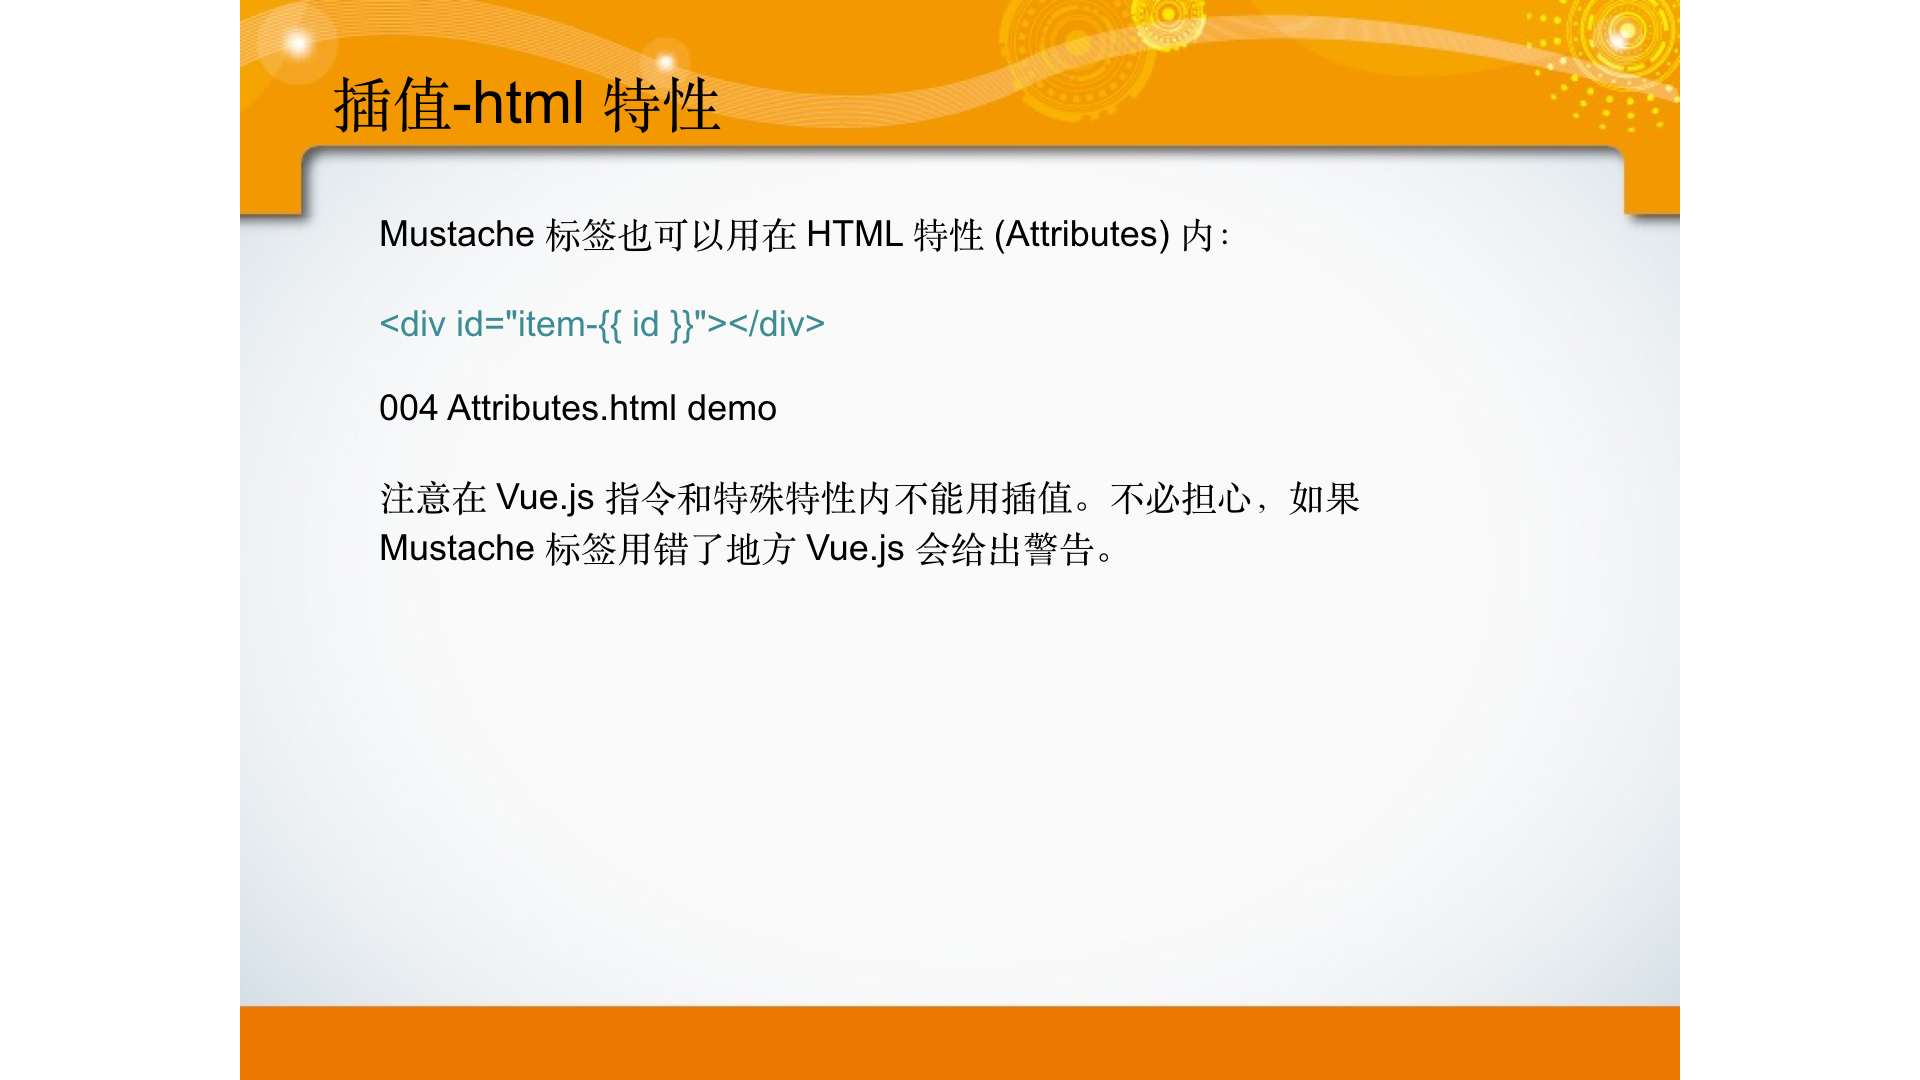 插值-html 特性
Mustache 标签也可以用在 HTML 特性 (Attributes) 内：
<div id="item-{{ id }}"></div>
004 Attributes.html demo
注意在 Vue.js 指令和特殊特性内不能用插值。不必担心，如果
Mustache 标签用错了地方 Vue.js 会给出警告。